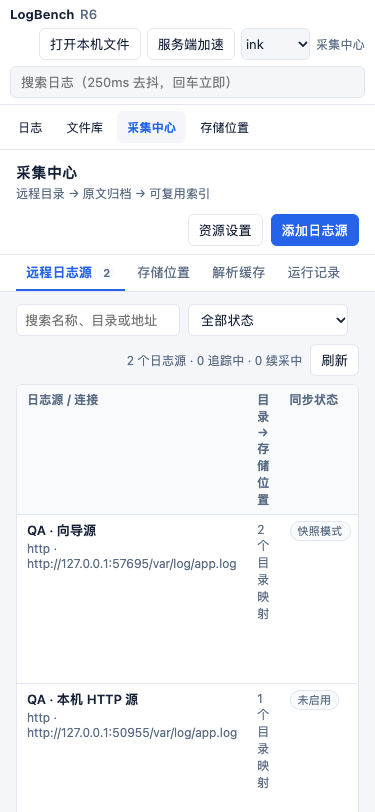 LogBench R6
打开本机文件 服务端加速 ink 采集中心
搜索日志（250ms 去抖，回车立即）
日志 文件库 采集中心 存储位置
采集中心
远程目录 → 原文归档 → 可复用索引
资源设置 添加日志源
远程日志源 2 存储位置 解析缓存 运行记录
搜索名称、目录或地址 全部状态
2 个日志源 · 0 追踪中 · 0 续采中 刷新
日志源 / 连接 目录 → 存储位置 同步状态
QA · 向导源 2 个目录映射 快照模式
http ·
http://127.0.0.1:57695/var/log/app.log
QA · 本机 HTTP 源 1 个目录映射 未启用
http ·
http://127.0.0.1:50955/var/log/app.log